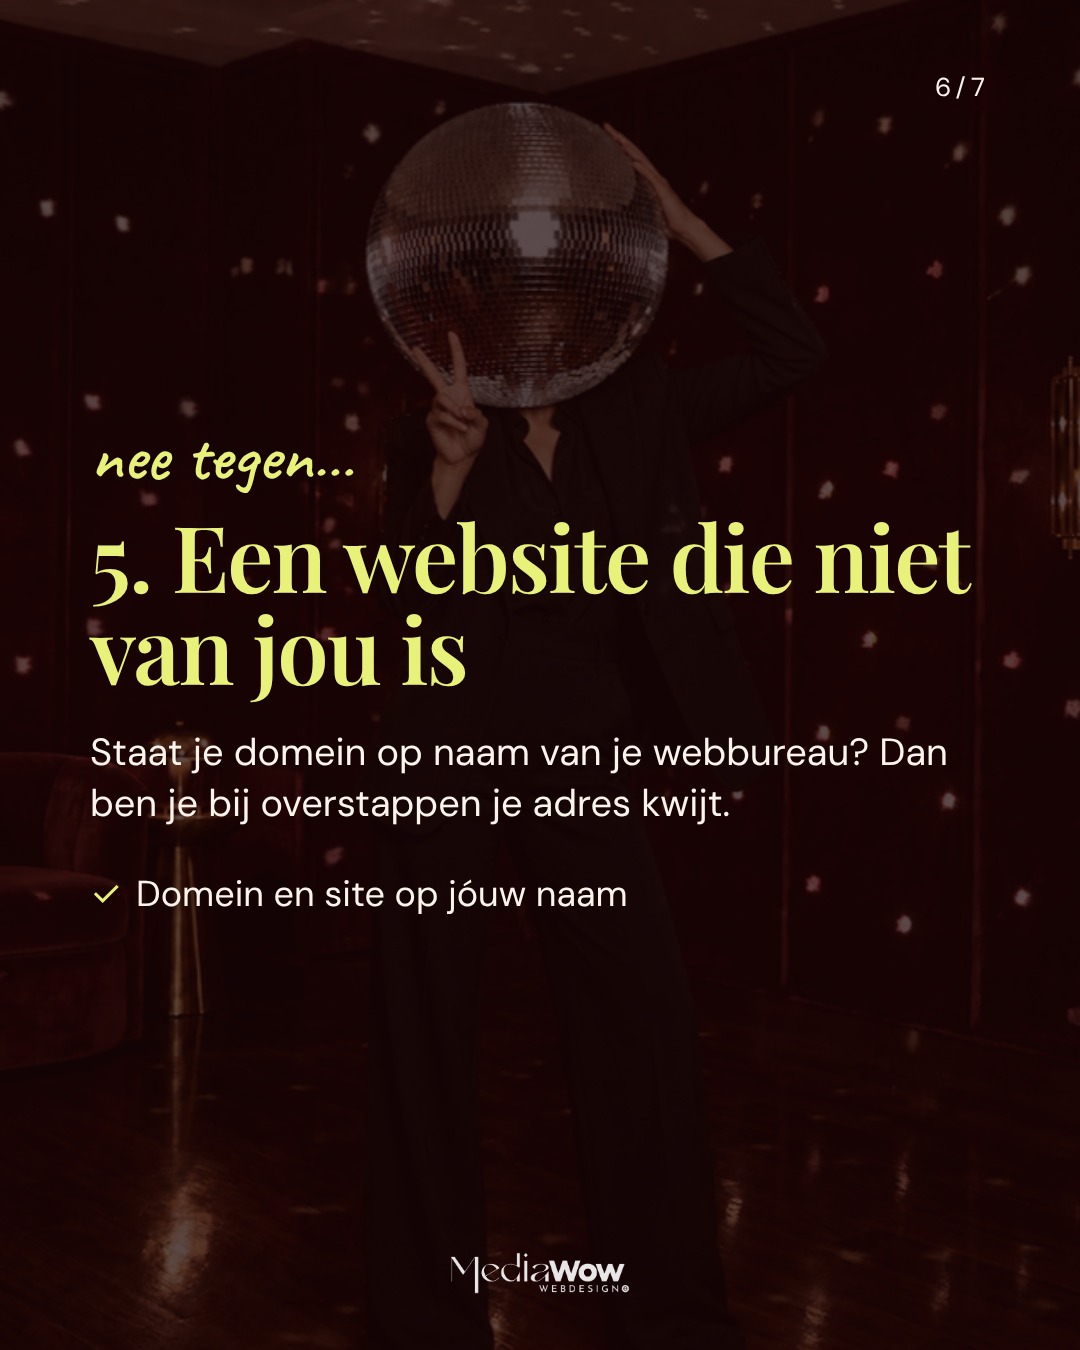 6/7
nee tegen...
5. Een website die niet
van jou is
Staat je domein op naam van je webbureau? Dan
ben je bij overstappen je adres kwijt.
✓ Domein en site op jóuw naam
MediaWow
WEBDESIGN